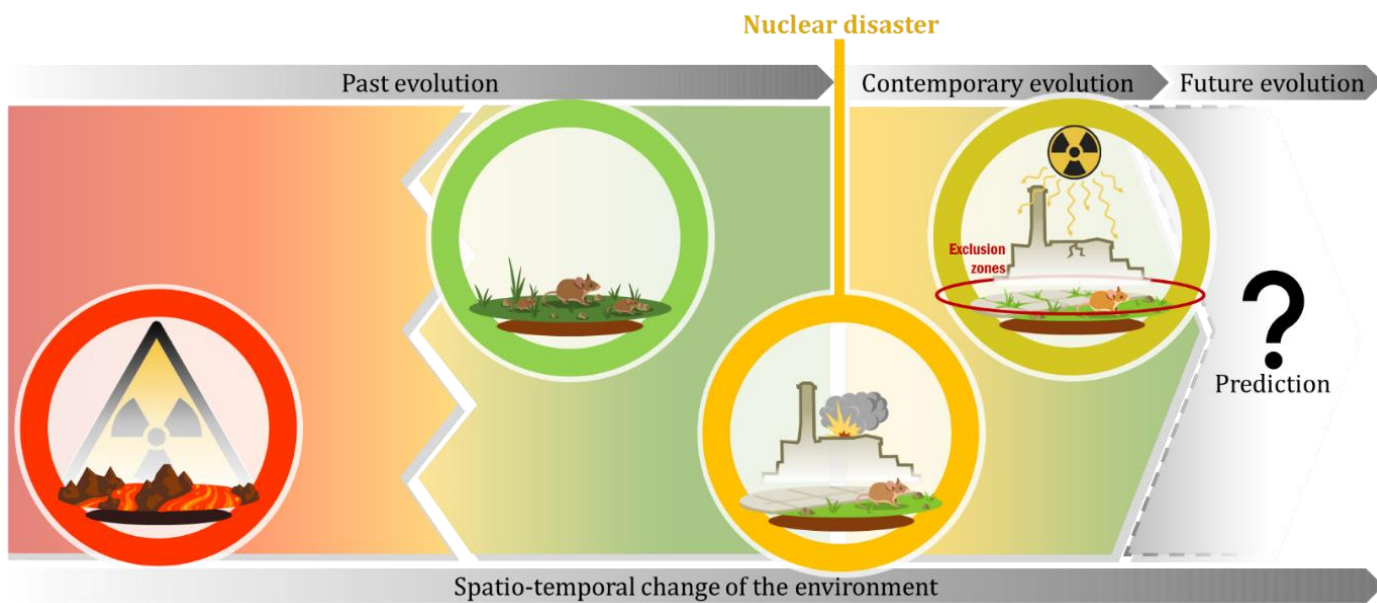 Nuclear disaster
Past evolution
Contemporary evolution
Future evolution
Exclusion
zones
?
Prediction
Spatio-temporal change of the environment